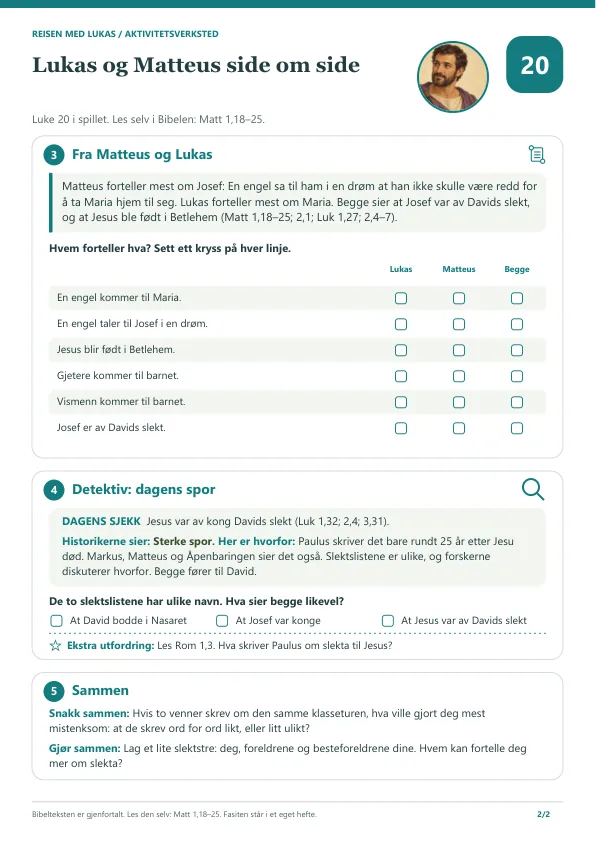 REISEN MED LUKAS / AKTIVITETSVERKSTED
Lukas og Matteus side om side
20
Luke 20 i spillet. Les selv i Bibelen: Matt 1,18–25.
3 Fra Matteus og Lukas
Matteus forteller mest om Josef: En engel sa til ham i en drøm at han ikke skulle være redd for
å ta Maria hjem til seg. Lukas forteller mest om Maria. Begge sier at Josef var av Davids slekt,
og at Jesus ble født i Betlehem (Matt 1,18–25; 2,1; Luk 1,27; 2,4–7).
Hvem forteller hva? Sett ett kryss på hver linje.
Lukas Matteus Begge
En engel kommer til Maria.
En engel taler til Josef i en drøm.
Jesus blir født i Betlehem.
Gjetere kommer til barnet.
Vismenn kommer til barnet.
Josef er av Davids slekt.
4 Detektiv: dagens spor
DAGENS SJEKK Jesus var av kong Davids slekt (Luk 1,32; 2,4; 3,31).
Historikerne sier: Sterke spor. Her er hvorfor: Paulus skriver det bare rundt 25 år etter Jesu
død. Markus, Matteus og Åpenbaringen sier det også. Slektslistene er ulike, og forskerne
diskuterer hvorfor. Begge fører til David.
De to slektslistene har ulike navn. Hva sier begge likevel?
At David bodde i Nasaret At Josef var konge At Jesus var av Davids slekt
Ekstra utfordring: Les Rom 1,3. Hva skriver Paulus om slekta til Jesus?
5 Sammen
Snakk sammen: Hvis to venner skrev om den samme klasseturen, hva ville gjort deg mest
mistenksom: at de skrev ord for ord likt, eller litt ulikt?
Gjør sammen: Lag et lite slektstre: deg, foreldrene og besteforeldrene dine. Hvem kan fortelle deg
mer om slekta?
Bibelteksten er gjenfortalt. Les den selv: Matt 1,18–25. Fasiten står i et eget hefte.
2/2